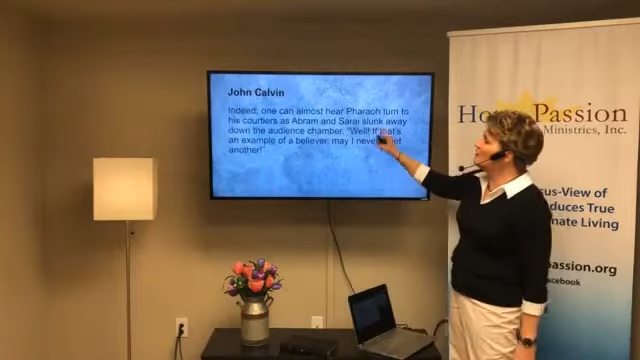 John Calvin
Indeed, one can almost hear Pharaoh turn to
his courtiers as Abram and Sarai slunk away
down the audience chamber, "Well! If that's
an example of a believer, may I never
another!"
Passion
Ministries, Inc.
cus-View of
duces True
nate Living
passion.org
cebook